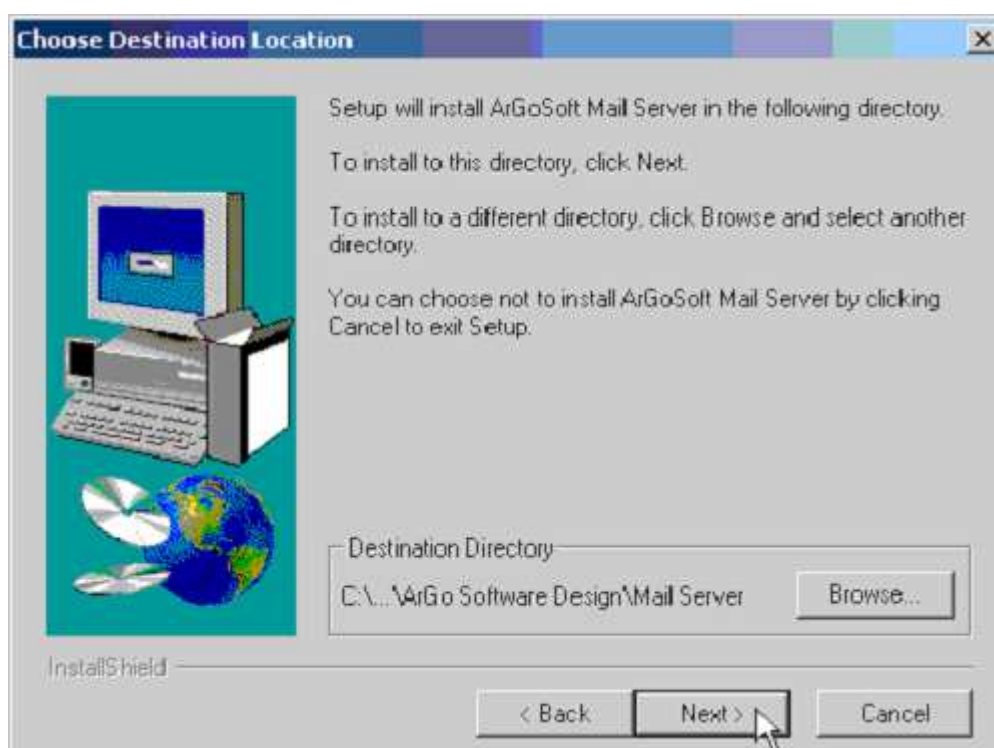 Choose Destination Location
Setup will install ArGoSoft Mail Server in the following directory.
To install to this directory, click Next.
To install to a different directory, click Browse and select another
directory.
You can choose not to install ArGoSoft Mail Server by clicking
Cancel to exit Setup.
Destination Directory
C:\...\ArGo Software Design\Mail Server
Browse...
InstallShield
< Back
Next >
Cancel